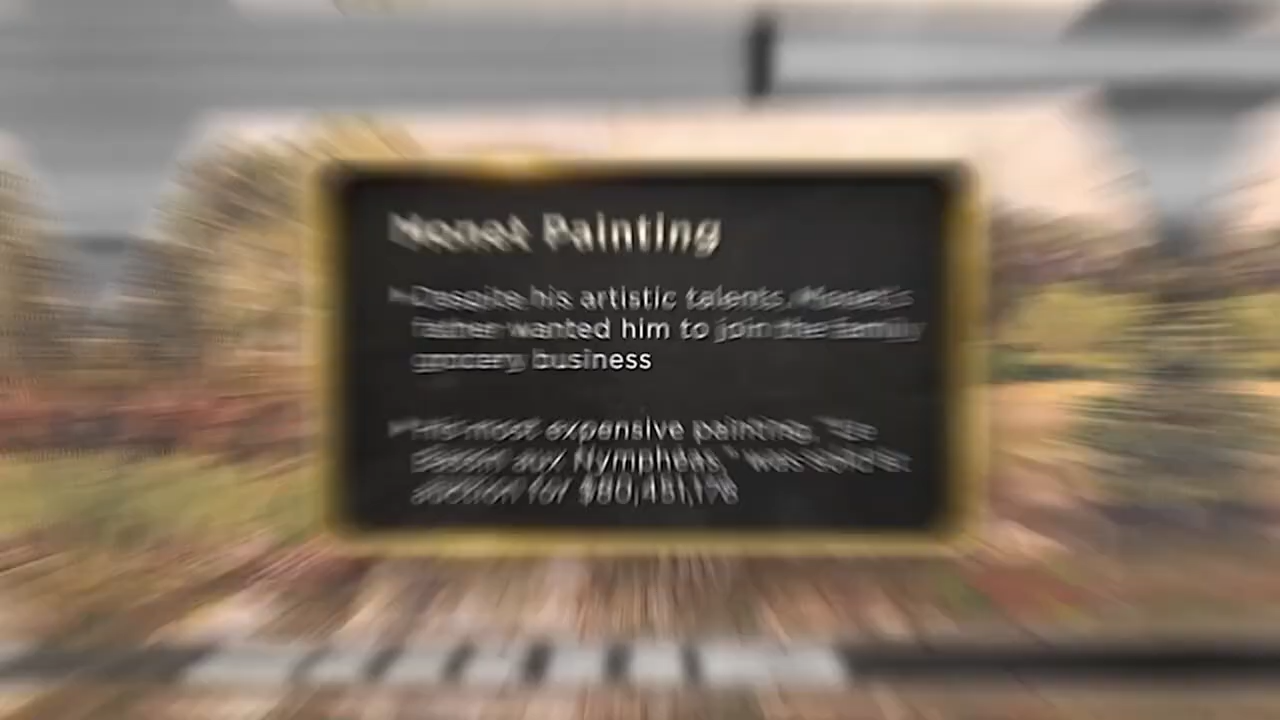 Monet Painting
Despite his artistic talents, Monet's
father wanted him to join the family
grocery business
His most expensive painting, "Le
Bassin aux Nymphéas," was sold at
auction for $80,451,178